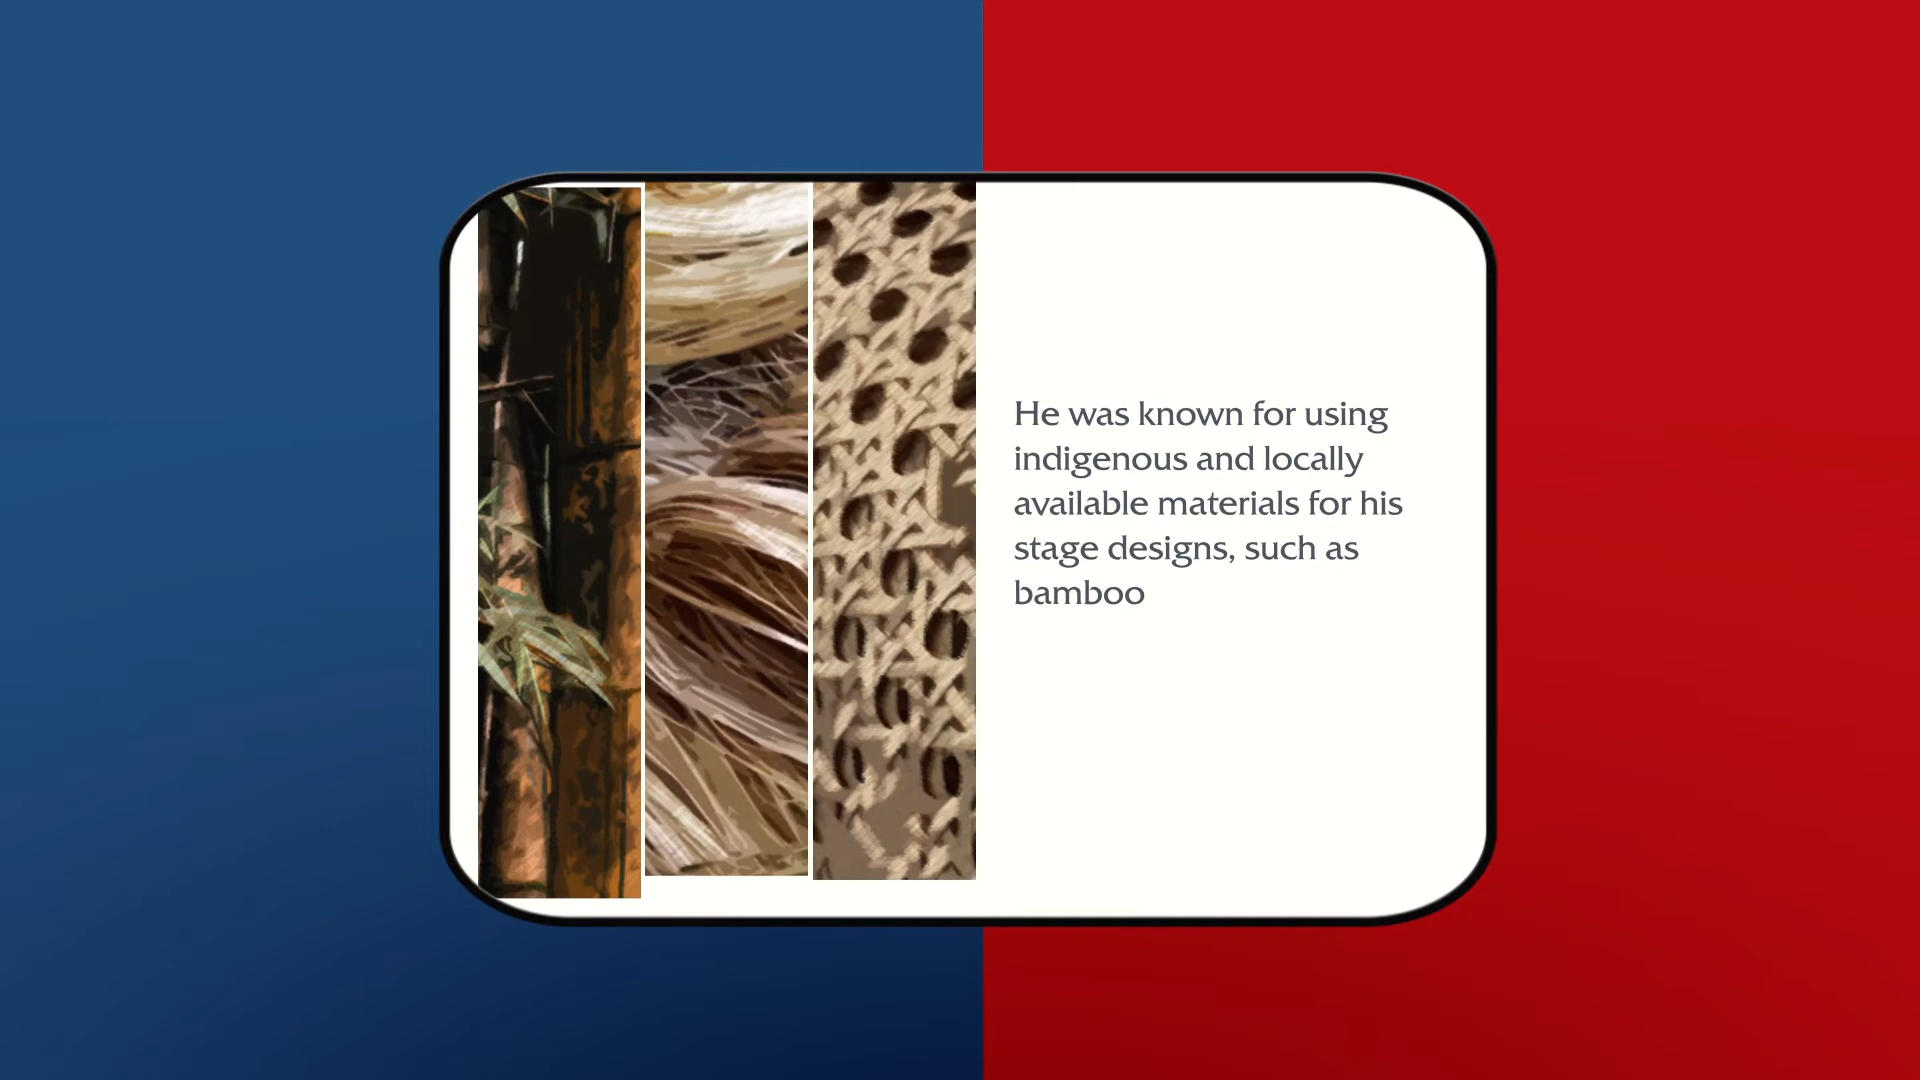 He was known for using
indigenous and locally
available materials for his
stage designs, such as
bamboo